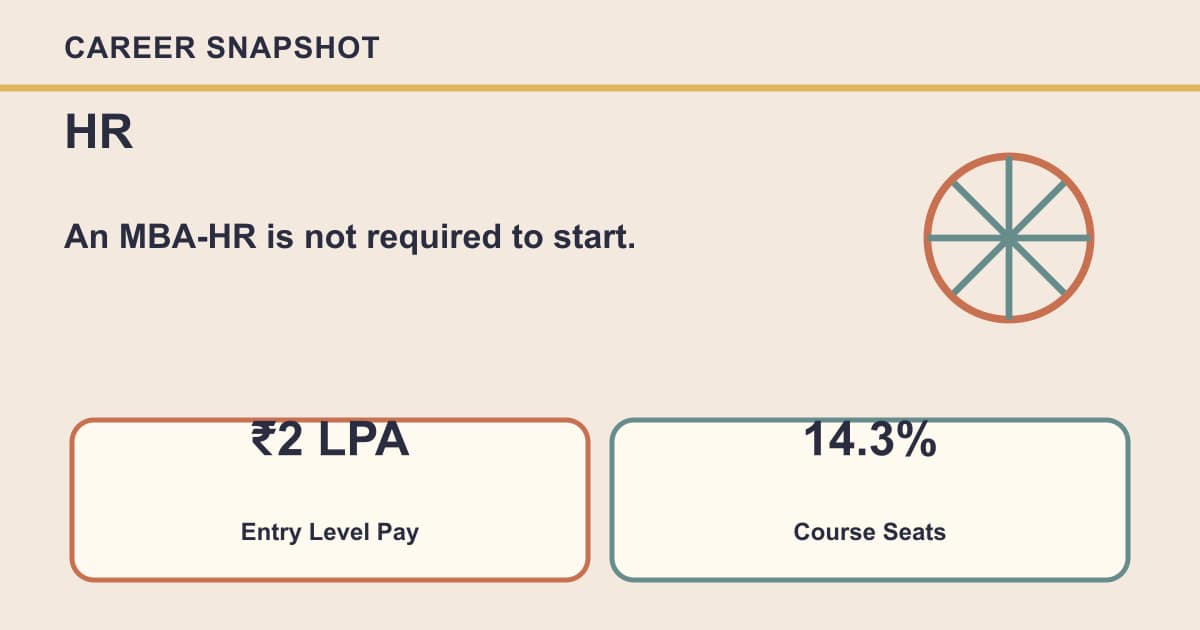 CAREER SNAPSHOT
HR
An MBA-HR is not required to start.
₹2 LPA
14.3%
Entry Level Pay
Course Seats